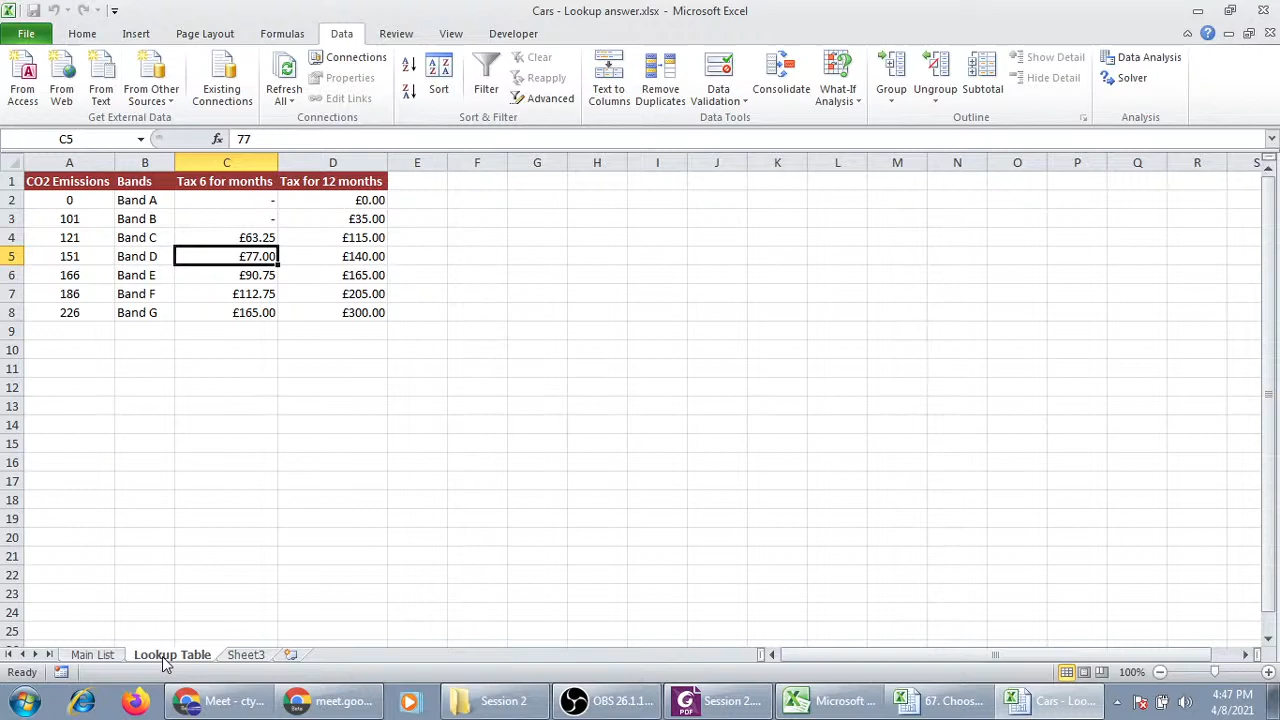 Cars - Lookup answer.xlsx - Microsoft Excel
File Home Insert Page Layout Formulas Data Review View Developer
From Access
From Web
From Text
From Other Sources
Existing Connections
Get External Data
Refresh All
Connections
Properties
Edit Links
Connections
Sort
Filter
Clear
Reapply
Advanced
Sort & Filter
Text to Columns
Remove Duplicates
Data Validation
Consolidate
What-If Analysis
Data Tools
Group
Ungroup
Subtotal
Show Detail
Hide Detail
Outline
Data Analysis
Solver
Analysis
C5 fx 77
A B C D E F G H I J K L M N O P Q R S
1 CO2 Emissions Bands Tax 6 for months Tax for 12 months
2 0 Band A - £0.00
3 101 Band B - £35.00
4 121 Band C £63.25 £115.00
5 151 Band D £77.00 £140.00
6 166 Band E £90.75 £165.00
7 186 Band F £112.75 £205.00
8 226 Band G £165.00 £300.00
9
10
11
12
13
14
15
16
17
18
19
20
21
22
23
24
25
Main List Lookup Table Sheet3
Ready 100%
Meet - cty... meet.goo... Session 2 OBS 26.1.1... Session 2.... Microsoft ... 67. Choos... Cars - Loo... 4:47 PM
4/8/2021